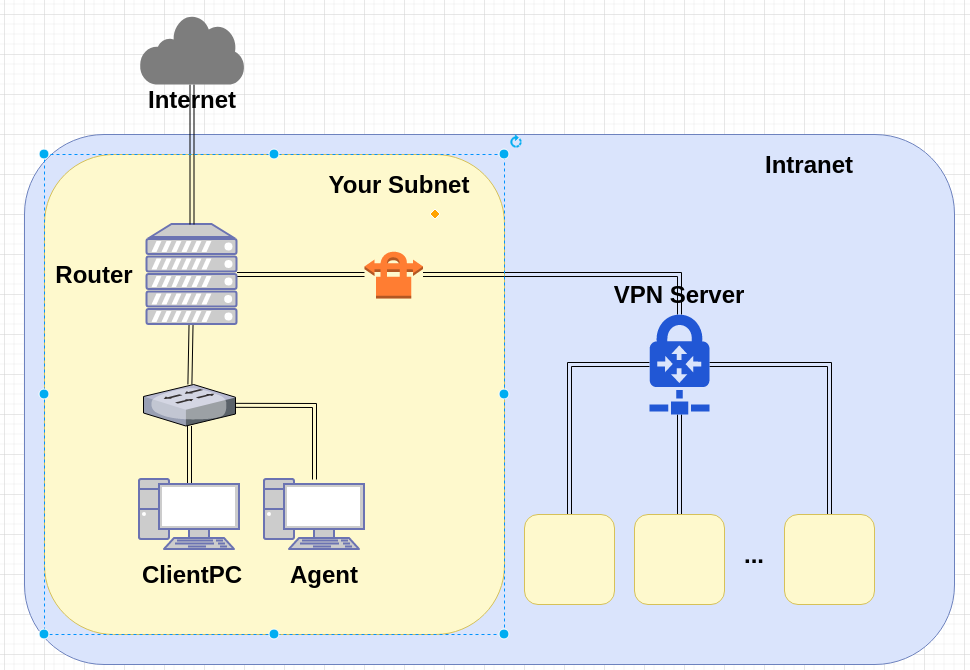 Internet
Intranet
Your Subnet
Router
VPN Server
...
ClientPC
Agent